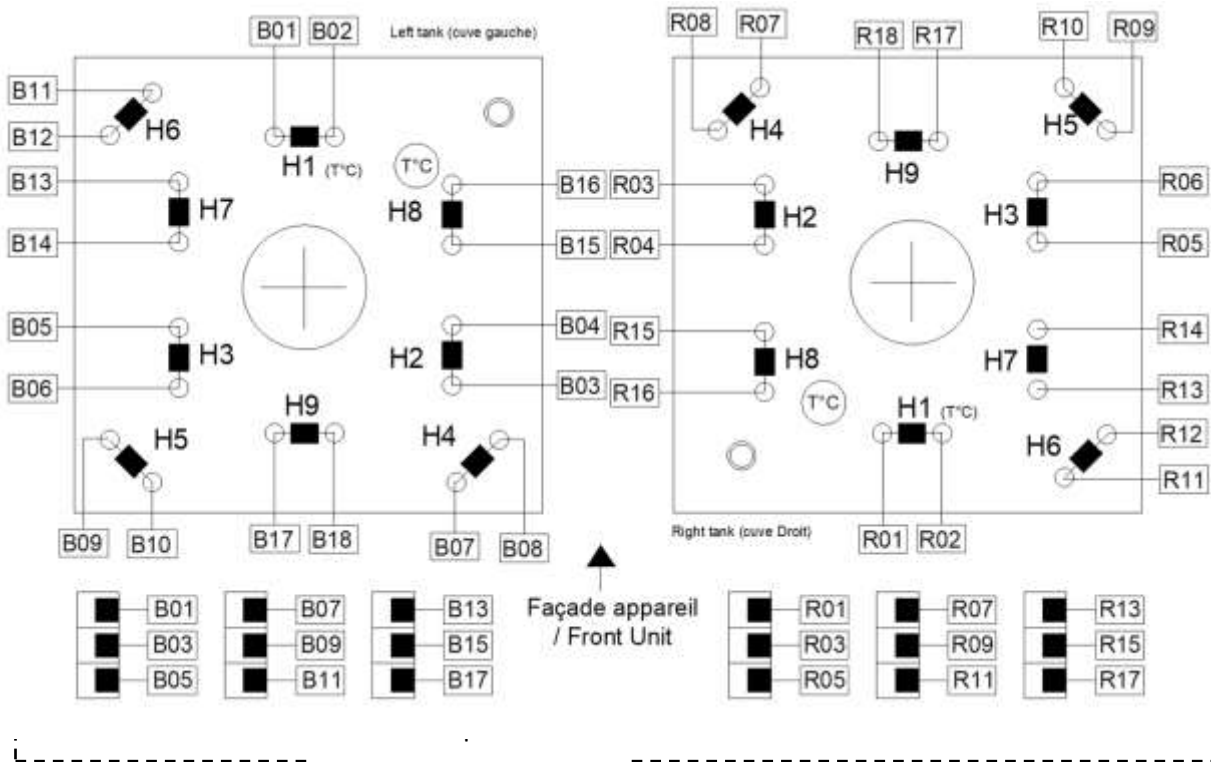 B01 B02 Left tank (cuve gauche) R08 R07 R18 R17 R10 R09
B11 H6 H4 H5
B12 H1 (T°C) T°C H9
B13 H7 H8 B16 R03 H2 H3 R06
B14 B15 R04 R05
B05 H3 H2 B04 R15 H8 H7 R14
B06 B03 R16 T°C R13
H9 H1 (T°C)
H5 H4 H6 R12
R11
B09 B10 B17 B18 B07 B08 Right tank (cuve Droit) R01 R02
B01 B07 B13 Façade appareil R01 R07 R13
B03 B09 B15 / Front Unit R03 R09 R15
B05 B11 B17 R05 R11 R17